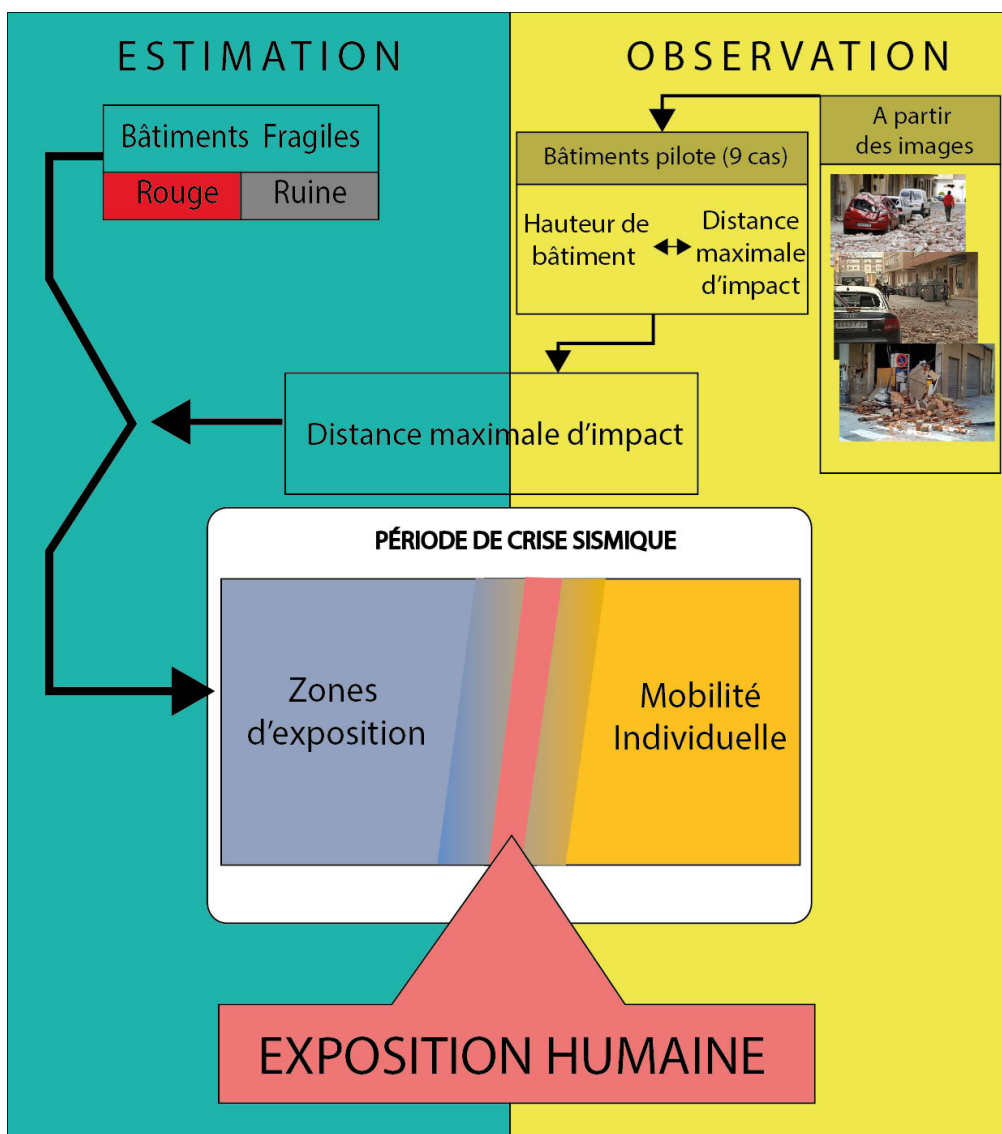 ESTIMATION
OBSERVATION
Bâtiments Fragiles
Rouge
Ruine
A partir
des images
Bâtiments pilote (9 cas)
Hauteur de
bâtiment
Distance
maximale
d'impact
Distance maximale d'impact
PÉRIODE DE CRISE SISMIQUE
Zones
d'exposition
Mobilité
Individuelle
EXPOSITION HUMAINE